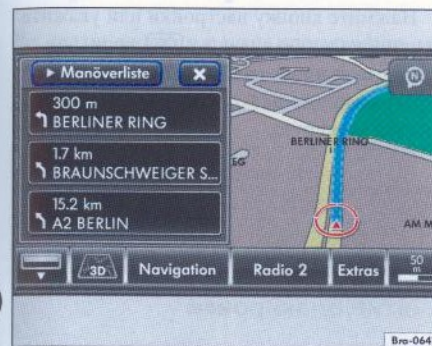 ▸ Manöverliste
300 m
BERLINER RING
1.7 km
BRAUNSCHWEIGER S...
15.2 km
A2 BERLIN
N
BERLINER RING
EG
AM M
3D
Navigation
Radio 2
Extras
50
m
Bro-064